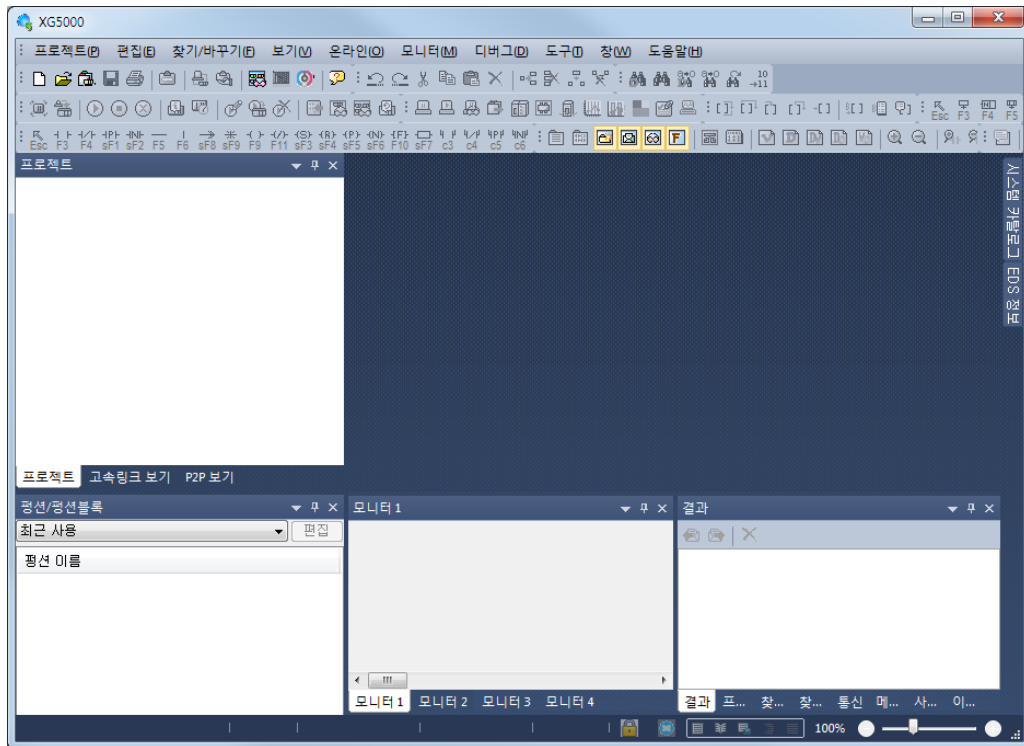 XG5000
프로젝트(P) 편집(E) 찾기/바꾸기(F) 보기(V) 온라인(O) 모니터(M) 디버그(D) 도구(T) 창(W) 도움말(H)
Esc F3 F4 F5
Esc F3 F4 sF1 sF2 F5 F6 sF8 sF9 F9 F11 sF3 sF4 sF5 sF6 F10 sF7 c3 c4 c5 c6
프로젝트
시스템 카탈로그
EDS 정보
프로젝트 고속링크 보기 P2P 보기
펑션/펑션블록
최근 사용 편집
펑션 이름
모니터 1
모니터 1 모니터 2 모니터 3 모니터 4
결과
결과 프... 찾... 찾... 통신 메... 사... 이...
100%